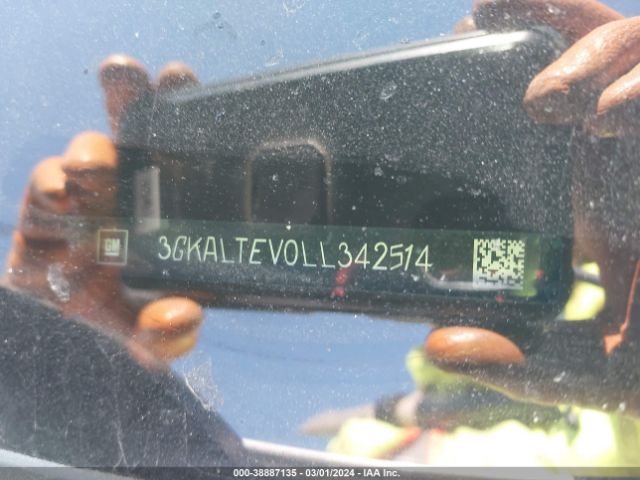 GM 3GKALTEV0LL342514
000-38887135 - 03/01/2024 - IAA Inc.